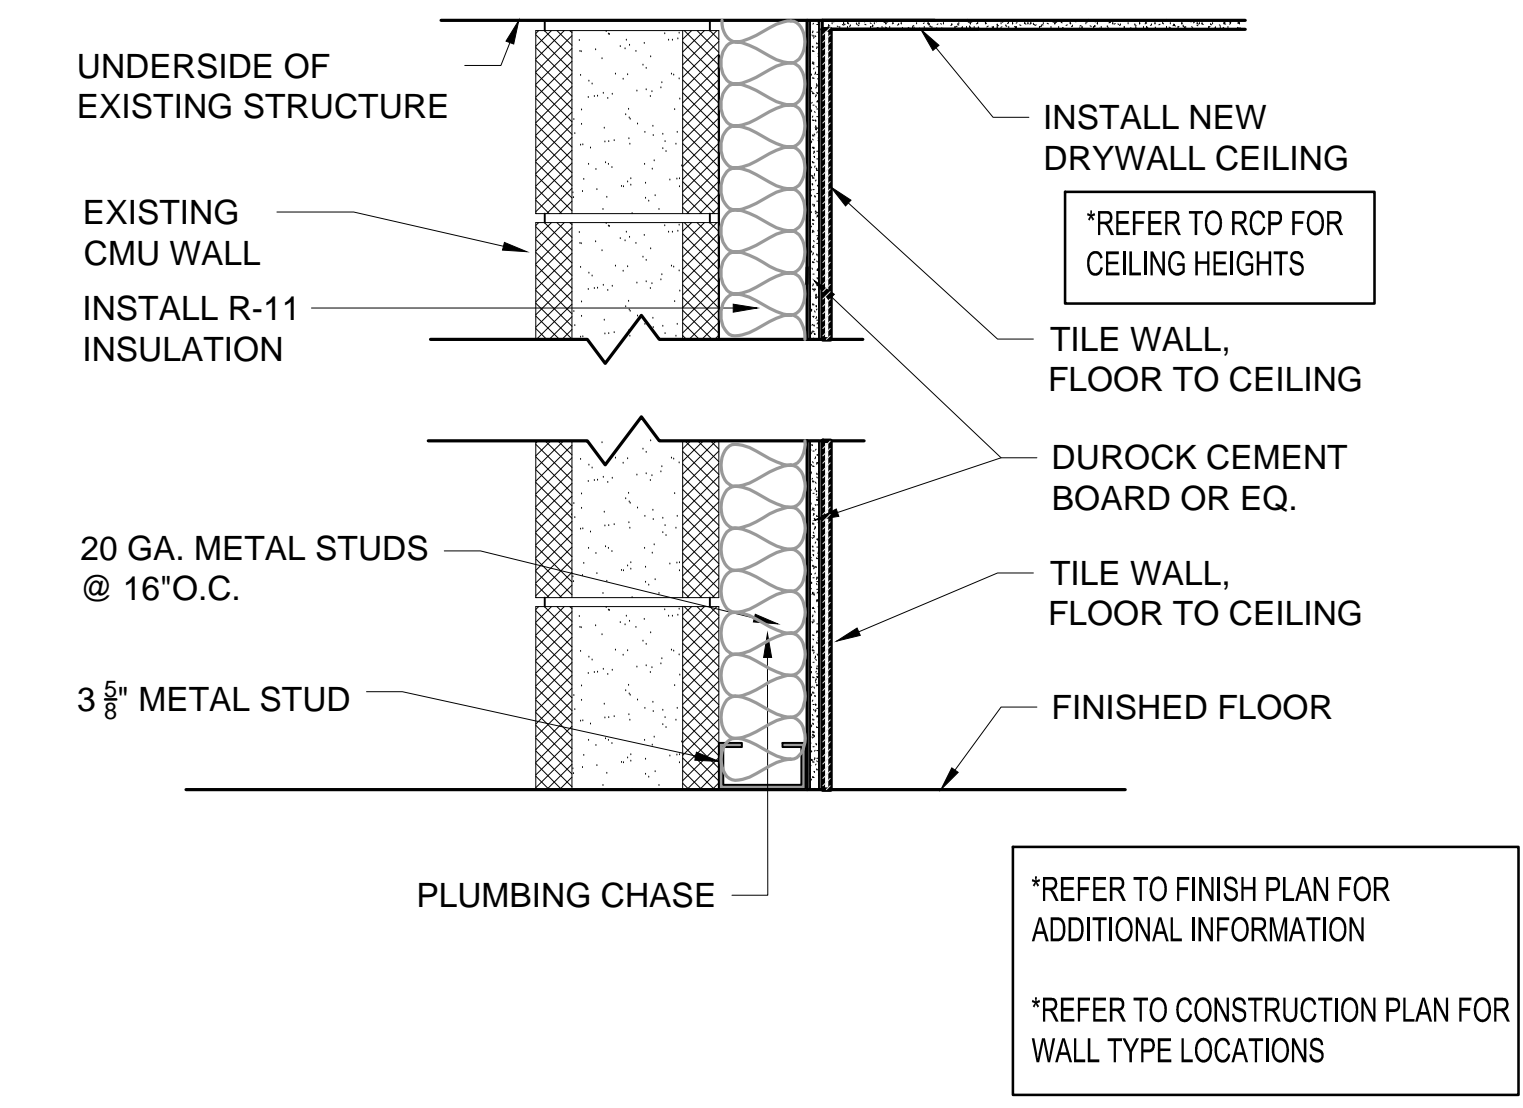 UNDERSIDE OF
EXISTING STRUCTURE
EXISTING
CMU WALL
INSTALL R-11
INSULATION
20 GA. METAL STUDS
@ 16"O.C.
3 5/8" METAL STUD
PLUMBING CHASE
INSTALL NEW
DRYWALL CEILING
*REFER TO RCP FOR
CEILING HEIGHTS
TILE WALL,
FLOOR TO CEILING
DUROCK CEMENT
BOARD OR EQ.
TILE WALL,
FLOOR TO CEILING
FINISHED FLOOR
*REFER TO FINISH PLAN FOR
ADDITIONAL INFORMATION
*REFER TO CONSTRUCTION PLAN FOR
WALL TYPE LOCATIONS